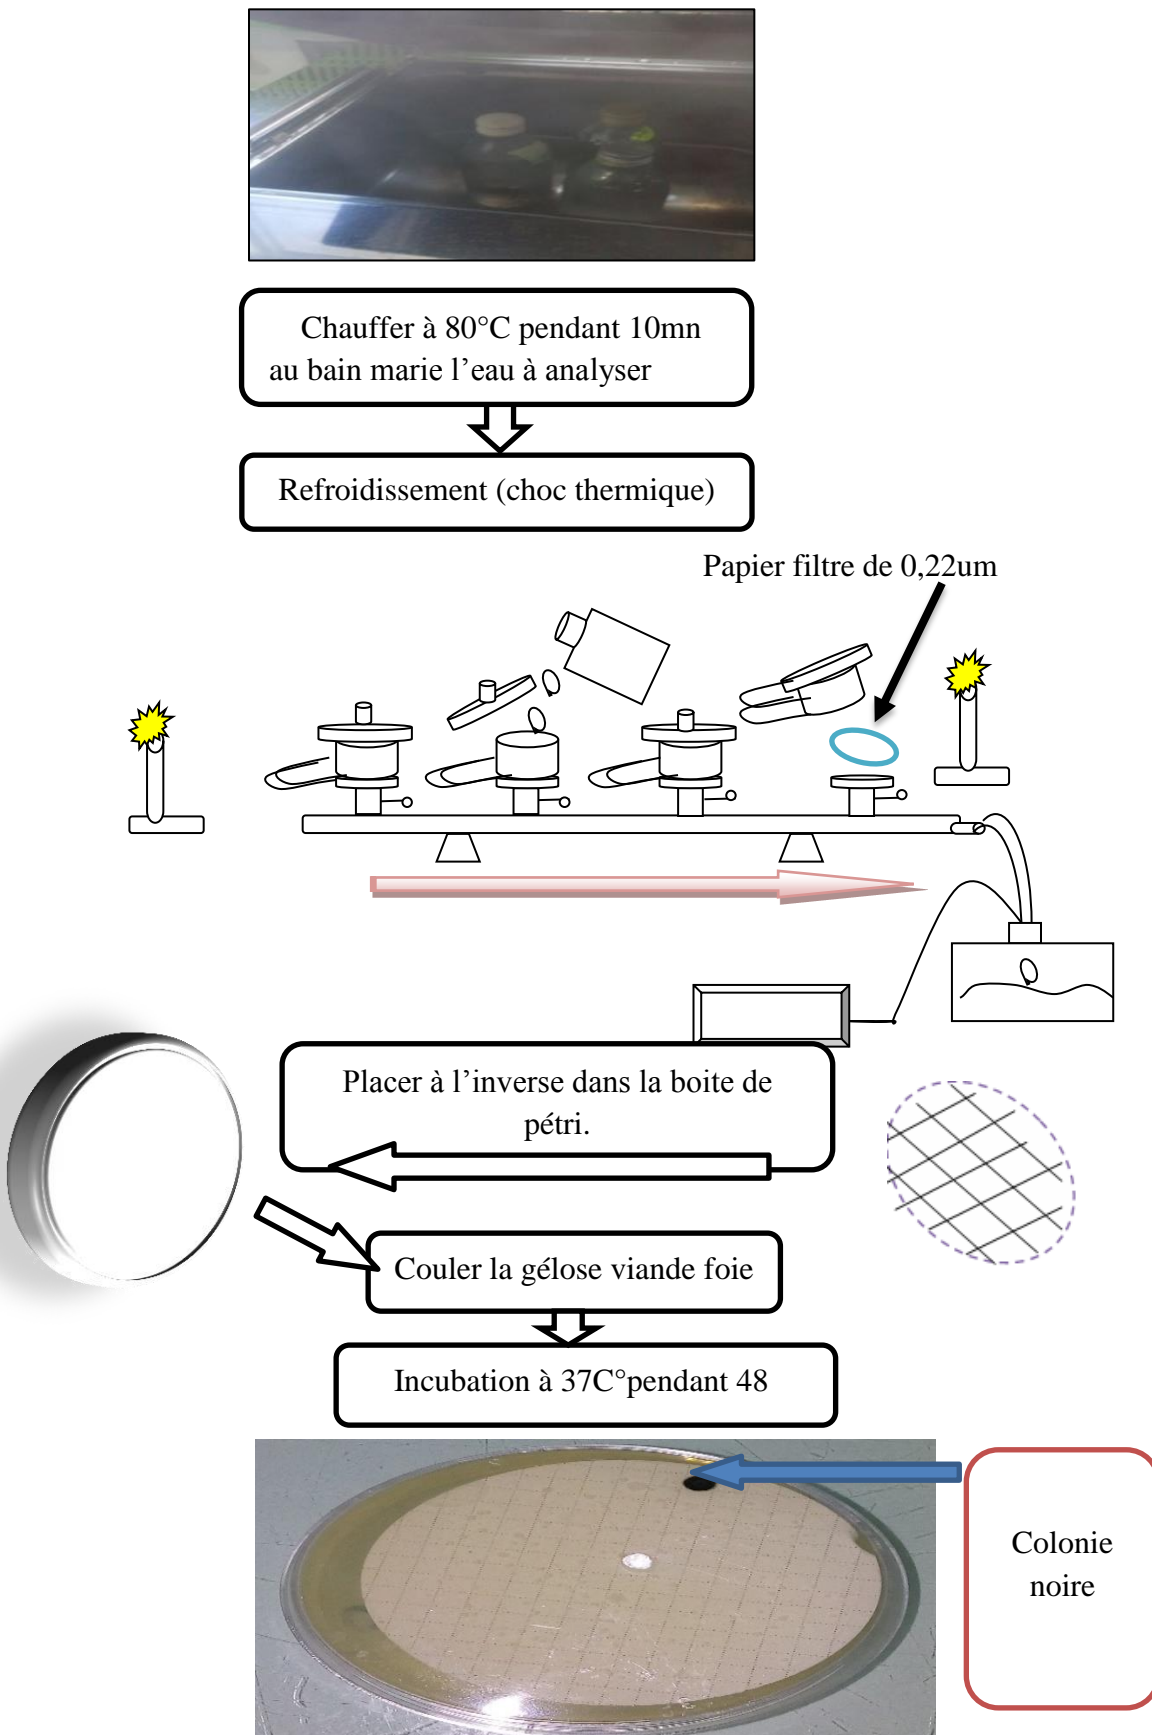 Chauffer à 80°C pendant 10mn
au bain marie l’eau à analyser
Refroidissement (choc thermique)
Papier filtre de 0,22um
Placer à l’inverse dans la boite de
pétri.
Couler la gélose viande foie
Incubation à 37C°pendant 48
Colonie
noire